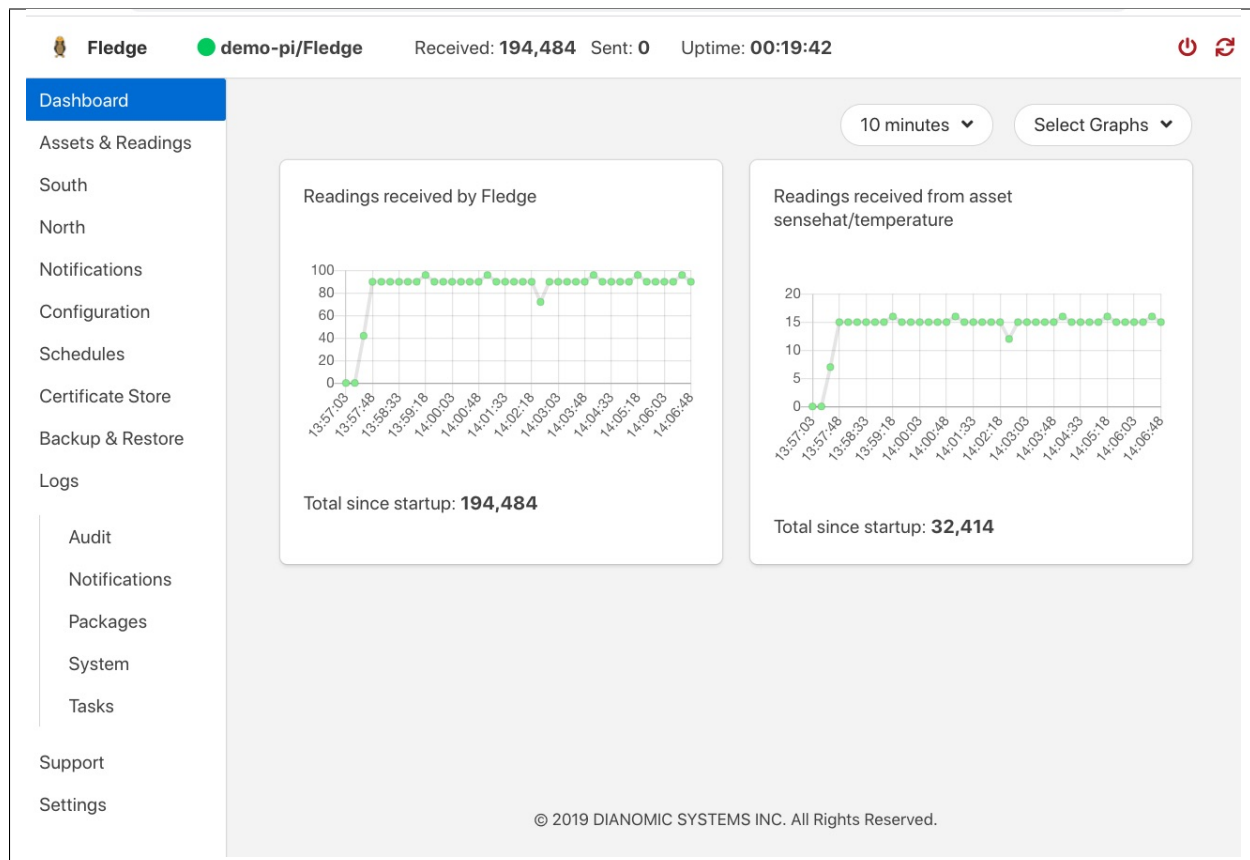 Fledge demo-pi/Fledge Received: 194,484 Sent: 0 Uptime: 00:19:42
Dashboard
Assets & Readings
South
North
Notifications
Configuration
Schedules
Certificate Store
Backup & Restore
Logs
Audit
Notifications
Packages
System
Tasks
Support
Settings
10 minutes Select Graphs
Readings received by Fledge
100
80
60
40
20
0
13:57:03 13:57:48 13:58:33 13:59:18 14:00:03 14:00:48 14:01:33 14:02:18 14:03:03 14:03:48 14:04:33 14:05:18 14:06:03 14:06:48
Total since startup: 194,484
Readings received from asset
sensehat/temperature
20
15
10
5
0
13:57:03 13:57:48 13:58:33 13:59:18 14:00:03 14:00:48 14:01:33 14:02:18 14:03:03 14:03:48 14:04:33 14:05:18 14:06:03 14:06:48
Total since startup: 32,414
© 2019 DIANOMIC SYSTEMS INC. All Rights Reserved.